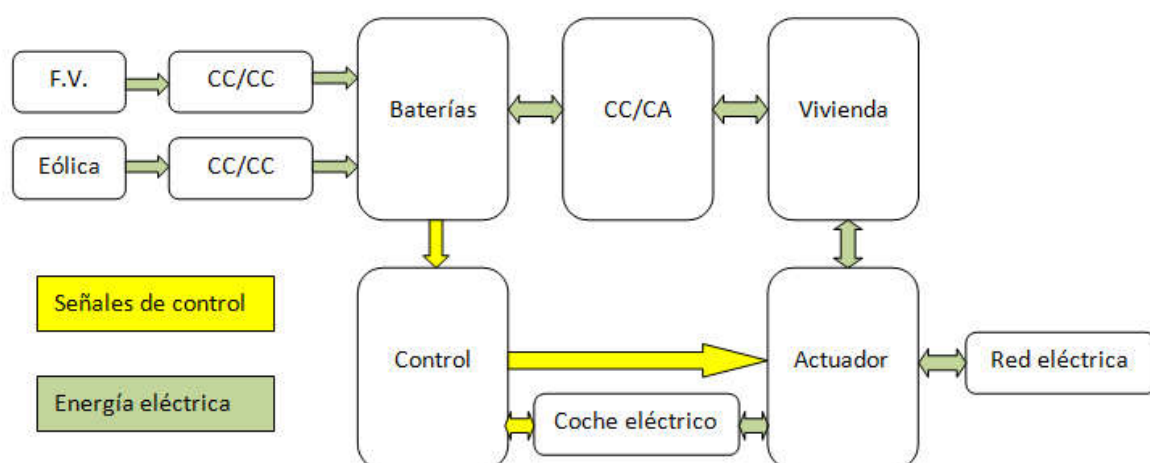 F.V.
CC/CC
Baterías
CC/CA
Vivienda
Eólica
CC/CC
Señales de control
Control
Actuador
Red eléctrica
Energía eléctrica
Coche eléctrico